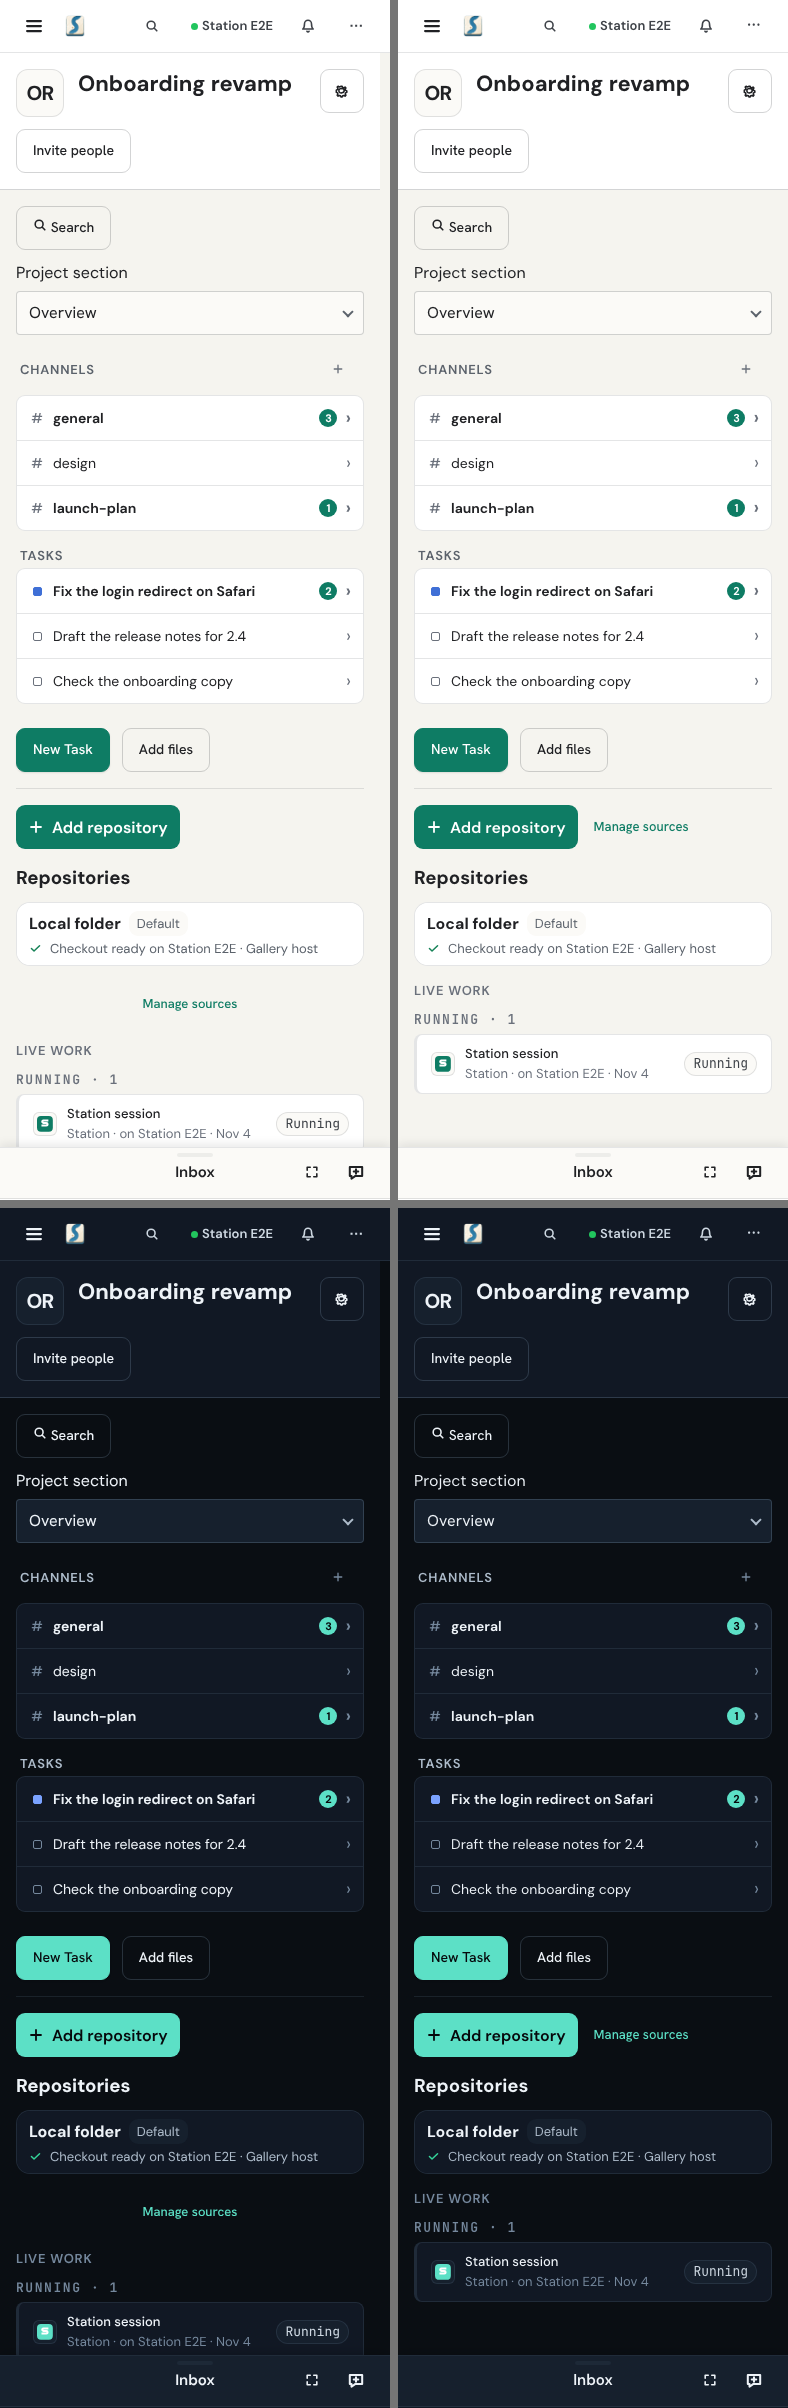 Station E2E
OR
Onboarding revamp
Invite people
Search
Project section
Overview
CHANNELS
# general 3
# design
# launch-plan 1
TASKS
Fix the login redirect on Safari 2
Draft the release notes for 2.4
Check the onboarding copy
New Task Add files
+ Add repository
Repositories
Local folder Default
Checkout ready on Station E2E · Gallery host
Manage sources
LIVE WORK
RUNNING · 1
Station session
Station · on Station E2E · Nov 4
Running
Inbox
Station E2E
OR
Onboarding revamp
Invite people
Search
Project section
Overview
CHANNELS
# general 3
# design
# launch-plan 1
TASKS
Fix the login redirect on Safari 2
Draft the release notes for 2.4
Check the onboarding copy
New Task Add files
+ Add repository Manage sources
Repositories
Local folder Default
Checkout ready on Station E2E · Gallery host
LIVE WORK
RUNNING · 1
Station session
Station · on Station E2E · Nov 4
Running
Inbox
Station E2E
OR
Onboarding revamp
Invite people
Search
Project section
Overview
CHANNELS
# general 3
# design
# launch-plan 1
TASKS
Fix the login redirect on Safari 2
Draft the release notes for 2.4
Check the onboarding copy
New Task Add files
+ Add repository
Repositories
Local folder Default
Checkout ready on Station E2E · Gallery host
Manage sources
LIVE WORK
RUNNING · 1
Station session
Station · on Station E2E · Nov 4
Running
Inbox
Station E2E
OR
Onboarding revamp
Invite people
Search
Project section
Overview
CHANNELS
# general 3
# design
# launch-plan 1
TASKS
Fix the login redirect on Safari 2
Draft the release notes for 2.4
Check the onboarding copy
New Task Add files
+ Add repository Manage sources
Repositories
Local folder Default
Checkout ready on Station E2E · Gallery host
LIVE WORK
RUNNING · 1
Station session
Station · on Station E2E · Nov 4
Running
Inbox